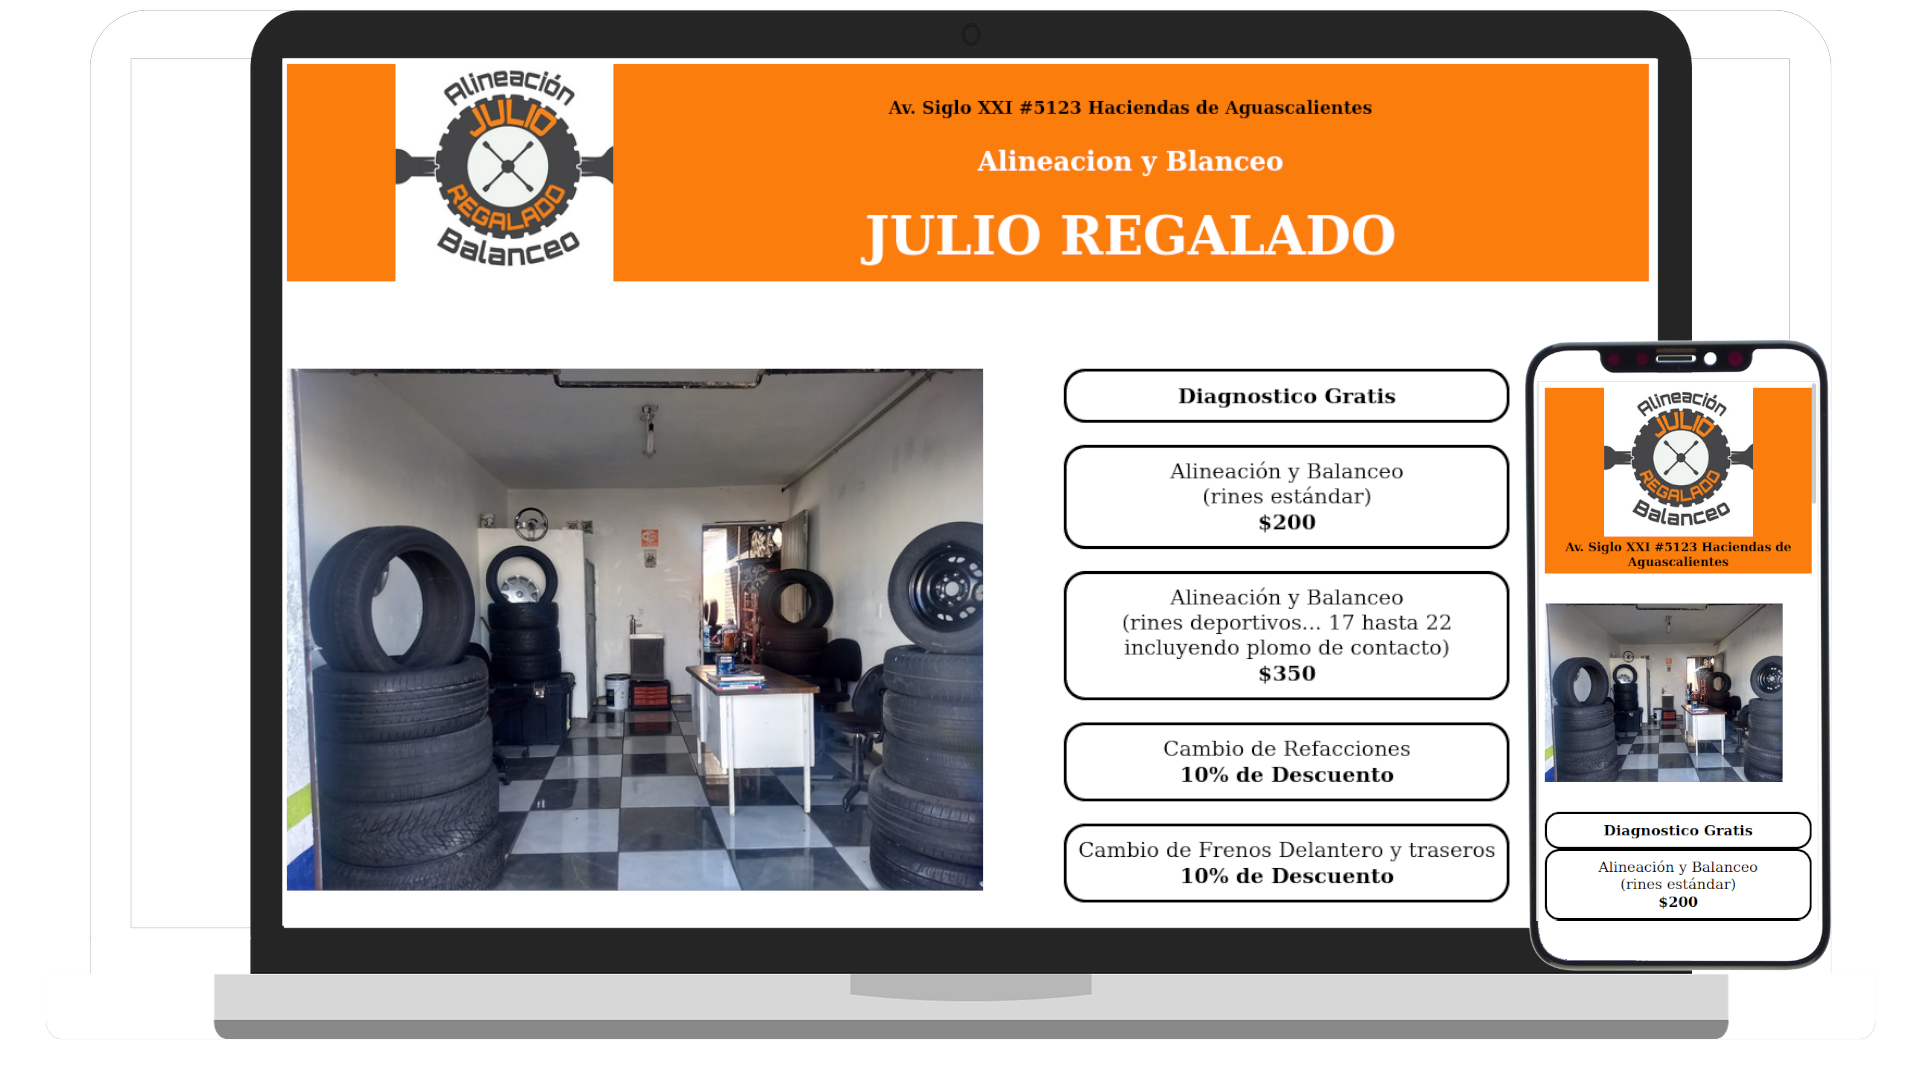 Alineación
JULIO
REGALADO
Balanceo
Av. Siglo XXI #5123 Haciendas de Aguascalientes
Alineacion y Blanceo
JULIO REGALADO
Diagnostico Gratis
Alineación y Balanceo
(rines estándar)
$200
Alineación y Balanceo
(rines deportivos... 17 hasta 22
incluyendo plomo de contacto)
$350
Cambio de Refacciones
10% de Descuento
Cambio de Frenos Delantero y traseros
10% de Descuento
Alineación
JULIO
REGALADO
Balanceo
Av. Siglo XXI #5123 Haciendas de
Aguascalientes
Diagnostico Gratis
Alineación y Balanceo
(rines estándar)
$200